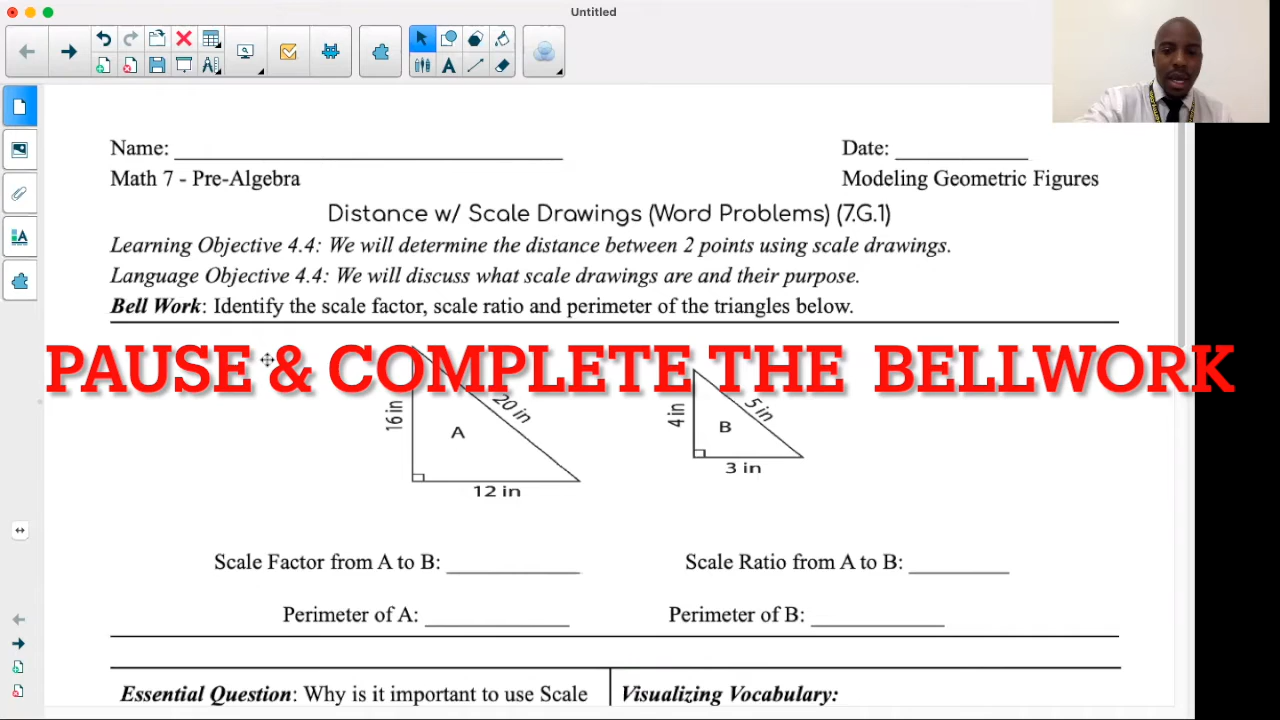 Untitled
Name: ____________ Date: ____________
Math 7 - Pre-Algebra Modeling Geometric Figures
Distance w/ Scale Drawings (Word Problems) (7.G.1)
Learning Objective 4.4: We will determine the distance between 2 points using scale drawings.
Language Objective 4.4: We will discuss what scale drawings are and their purpose.
Bell Work: Identify the scale factor, scale ratio and perimeter of the triangles below.
PAUSE & COMPLETE THE BELLWORK
16 in
20 in
A
12 in
4 in
5 in
B
3 in
Scale Factor from A to B: ____________ Scale Ratio from A to B: ____________
Perimeter of A: ____________ Perimeter of B: ____________
Essential Question: Why is it important to use Scale
Visualizing Vocabulary: